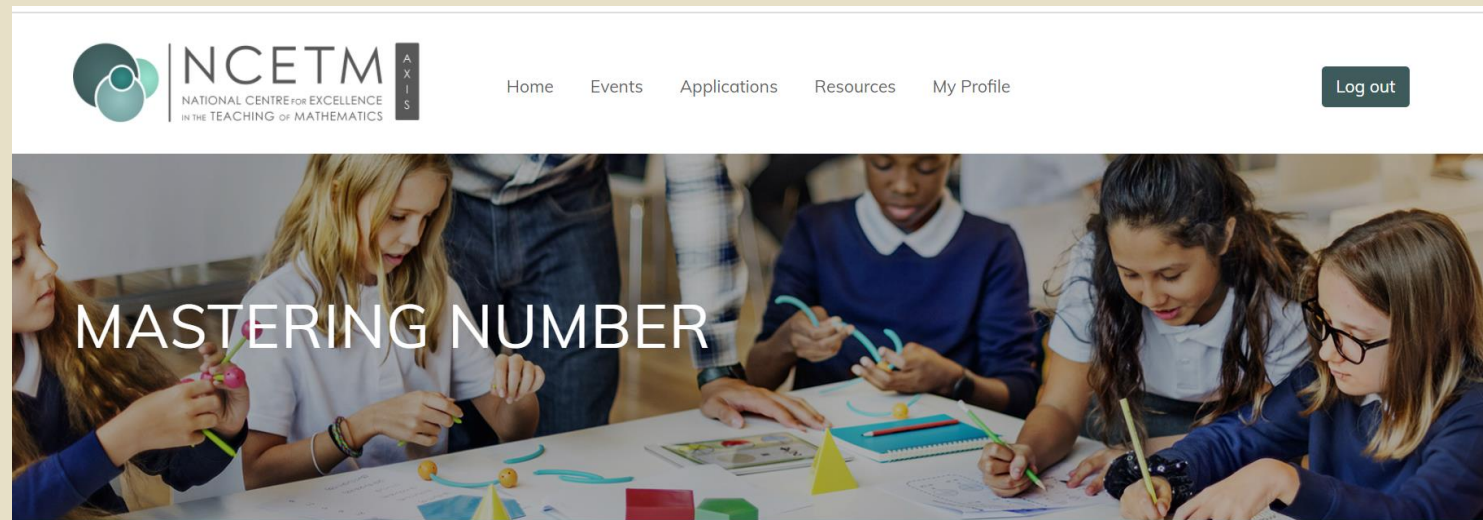 NCETM
NATIONAL CENTRE FOR EXCELLENCE
IN THE TEACHING OF MATHEMATICS
AXIS
Home Events Applications Resources My Profile
Log out
MASTERING NUMBER